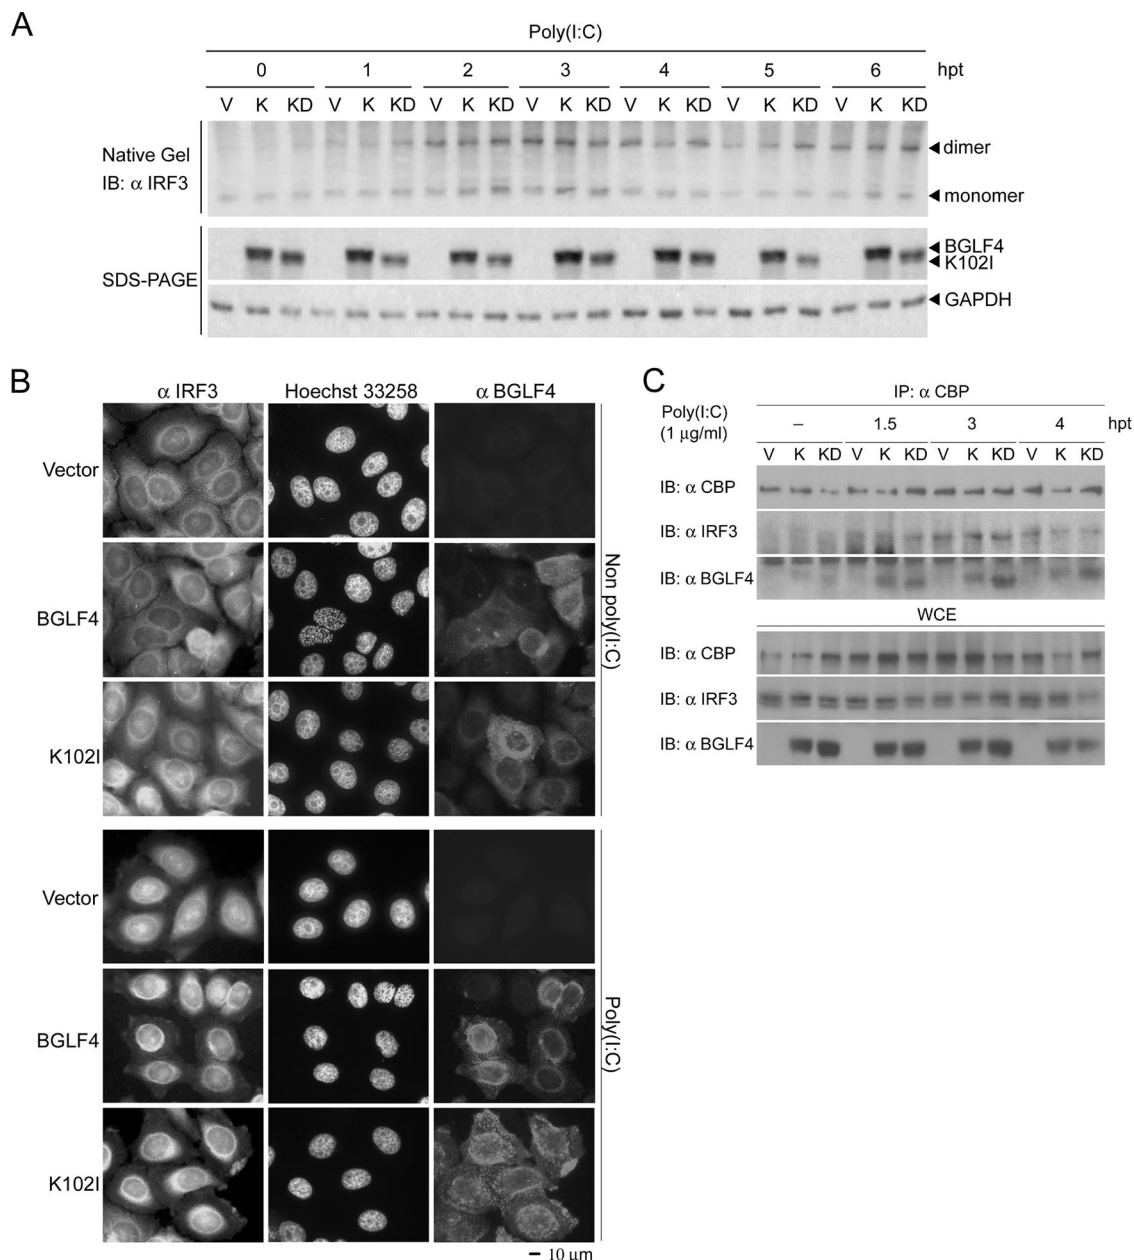 A
Poly(I:C)
0 1 2 3 4 5 6 hpt
V K KD V K KD V K KD V K KD V K KD V K KD V K KD
Native Gel
IB: α IRF3
dimer
monomer
SDS-PAGE
BGLF4
K102I
GAPDH
B
α IRF3 Hoechst 33258 α BGLF4
Vector
BGLF4
K102I
Non poly(I:C)
Vector
BGLF4
K102I
Poly(I:C)
10 μm
C
IP: α CBP
Poly(I:C)
(1 μg/ml)
– 1.5 3 4 hpt
V K KD V K KD V K KD V K KD
IB: α CBP
IB: α IRF3
IB: α BGLF4
WCE
IB: α CBP
IB: α IRF3
IB: α BGLF4